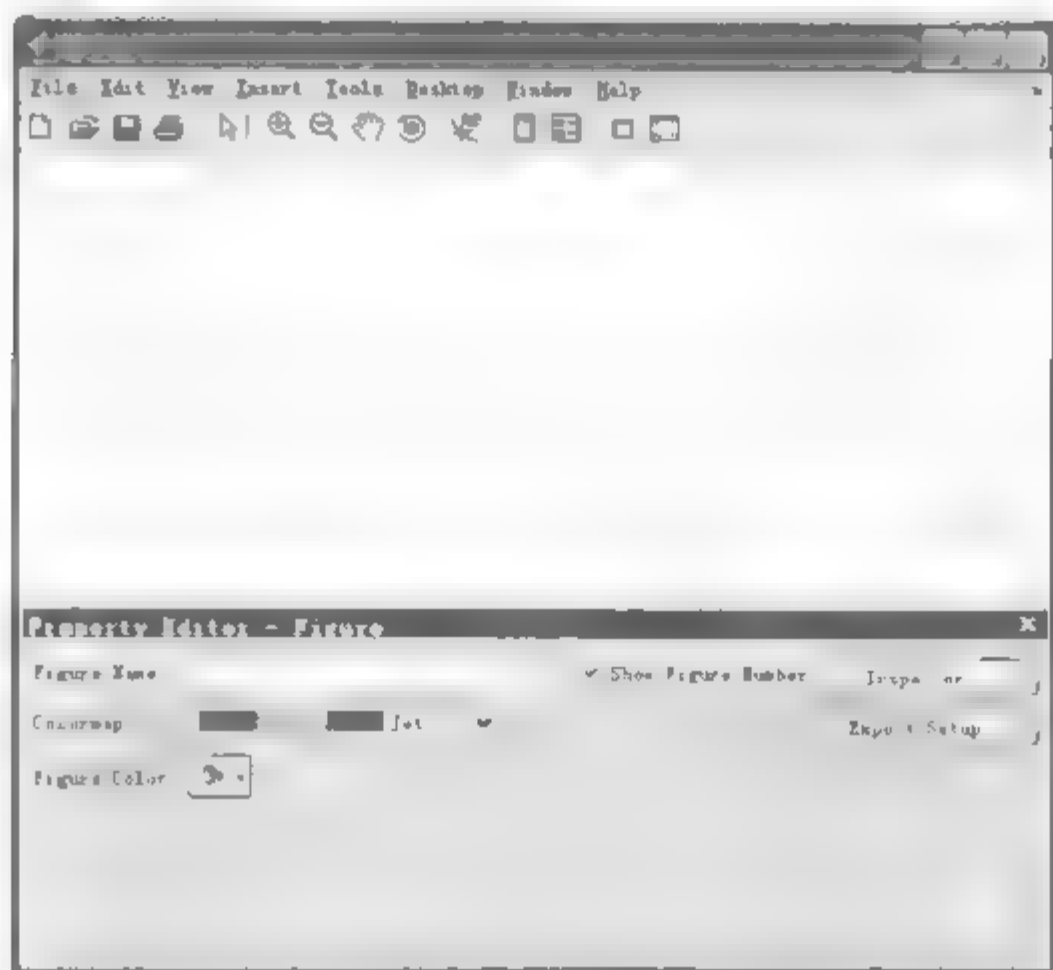 File Edit View Insert Tools Desktop Window Help
Property Editor - Figure
Figure Name
Show Figure Number
Colormap
Jet
Export Setup
Figure Color